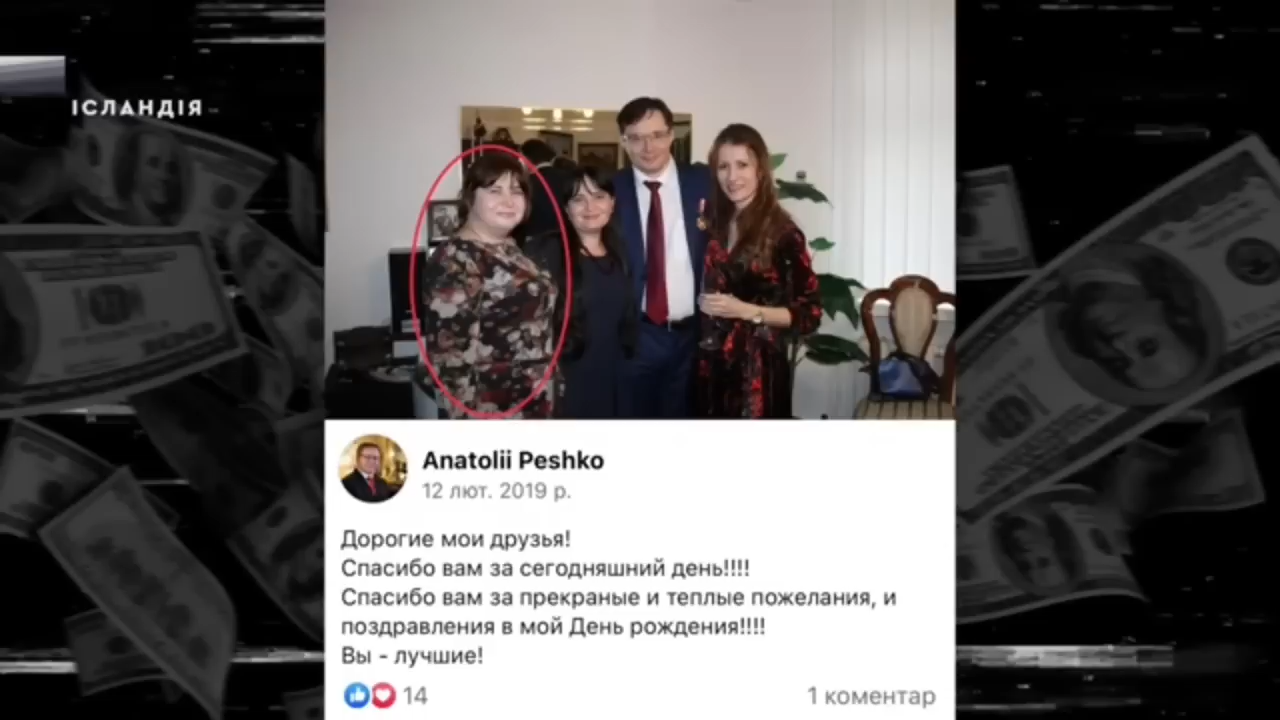 ІСЛАНДІЯ
Anatolii Peshko
12 лют. 2019 р.
Дорогие мои друзья!
Спасибо вам за сегодняшний день!!!!
Спасибо вам за прекраные и теплые пожелания, и
поздравления в мой День рождения!!!!
Вы - лучшие!
14
1 коментар